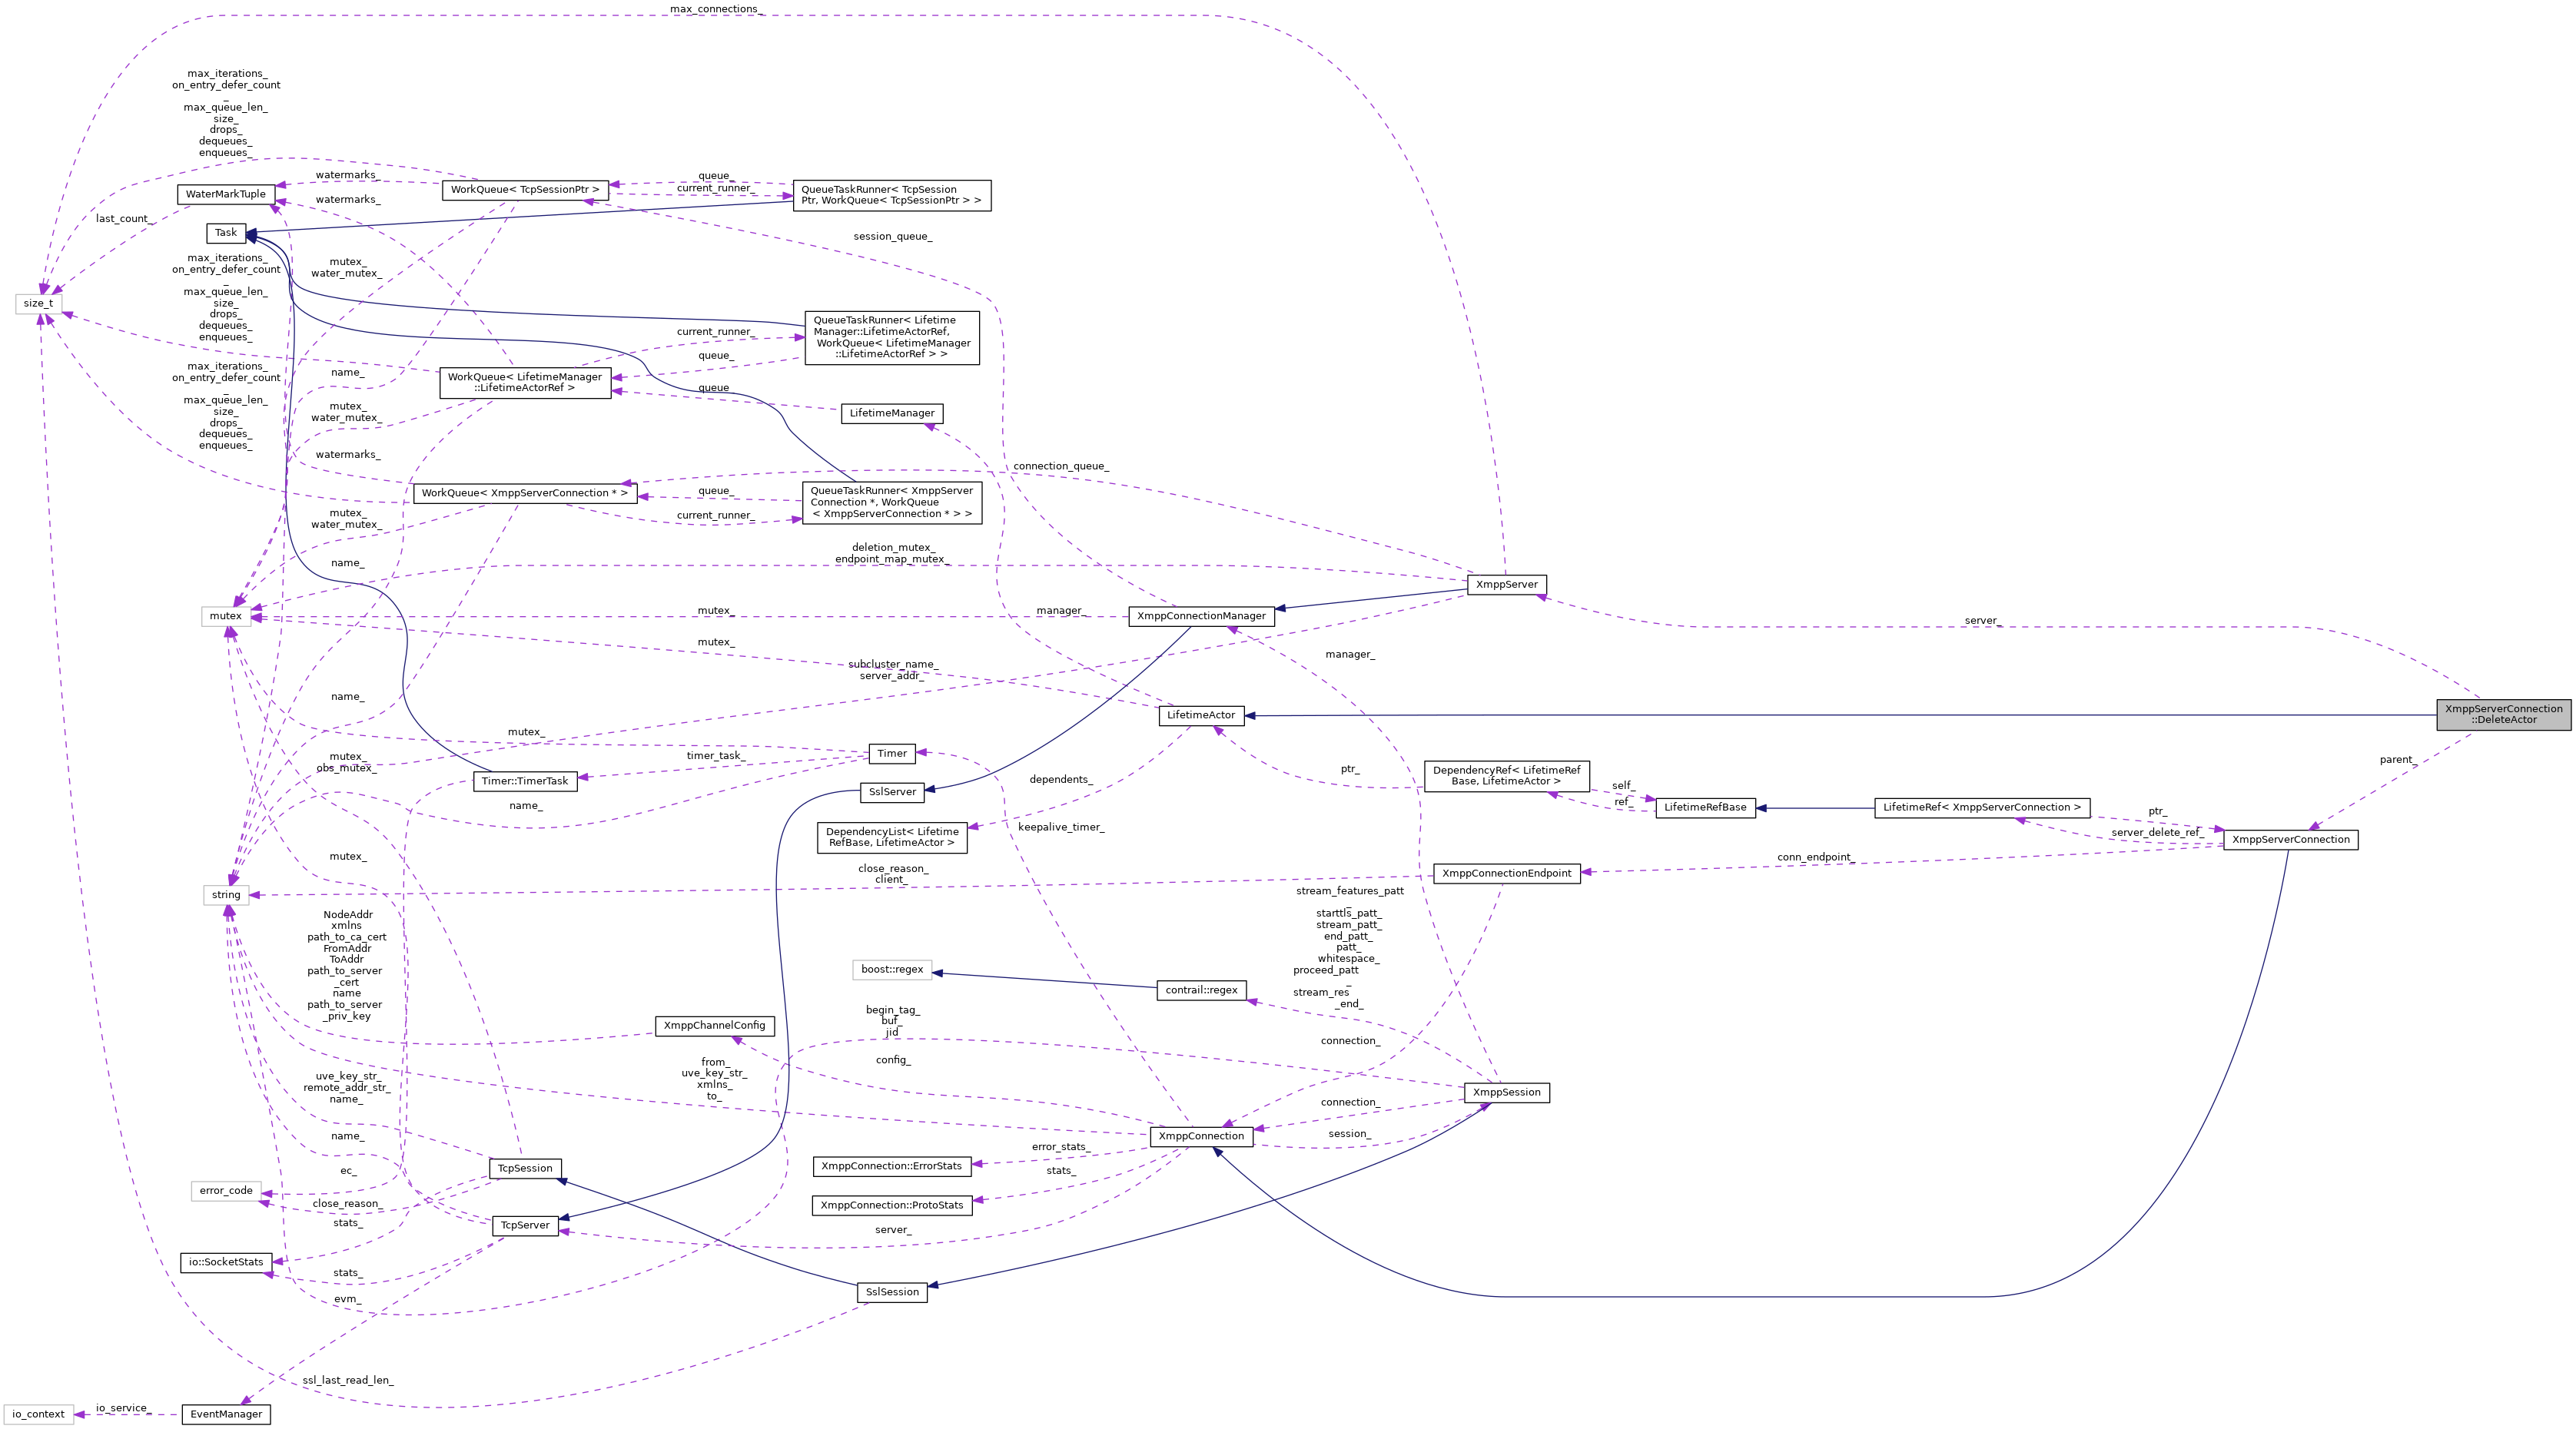 max_connections_
max_iterations_
on_entry_defer_count
_
max_queue_len_
size_
drops_
dequeues_
enqueues_
watermarks_
WaterMarkTuple
WorkQueue< TcpSessionPtr >
queue_
current_runner_
QueueTaskRunner< TcpSession
Ptr, WorkQueue< TcpSessionPtr > >
watermarks_
last_count_
Task
session_queue_
max_iterations_
on_entry_defer_count
_
max_queue_len_
size_
drops_
dequeues_
enqueues_
mutex_
water_mutex_
size_t
QueueTaskRunner< Lifetime
Manager::LifetimeActorRef,
WorkQueue< LifetimeManager
::LifetimeActorRef > >
current_runner_
queue_
name_
WorkQueue< LifetimeManager
::LifetimeActorRef >
queue_
max_iterations_
on_entry_defer_count
_
max_queue_len_
size_
drops_
dequeues_
enqueues_
mutex_
water_mutex_
LifetimeManager
watermarks_
connection_queue_
WorkQueue< XmppServerConnection * >
queue_
current_runner_
QueueTaskRunner< XmppServer
Connection *, WorkQueue
< XmppServerConnection * > >
mutex_
water_mutex_
name_
deletion_mutex_
endpoint_map_mutex_
XmppServer
mutex
mutex_
manager_
XmppConnectionManager
server_
mutex_
manager_
subcluster_name_
server_addr_
name_
LifetimeActor
XmppServerConnection
::DeleteActor
mutex_
Timer
timer_task_
mutex_
obs_mutex_
Timer::TimerTask
name_
SslServer
dependents_
ptr_
DependencyRef< LifetimeRef
Base, LifetimeActor >
self_
ref_
LifetimeRefBase
LifetimeRef< XmppServerConnection >
parent_
ptr_
server_delete_ref_
XmppServerConnection
DependencyList< Lifetime
RefBase, LifetimeActor >
keepalive_timer_
mutex_
conn_endpoint_
XmppConnectionEndpoint
close_reason_
client_
string
stream_features_patt
_
starttls_patt_
stream_patt_
end_patt_
patt_
whitespace_
proceed_patt
_
stream_res
_end_
NodeAddr
xmlns
path_to_ca_cert
FromAddr
ToAddr
path_to_server
_cert
name
path_to_server
_priv_key
boost::regex
contrail::regex
XmppChannelConfig
begin_tag_
buf_
jid
config_
connection_
from_
uve_key_str_
xmlns_
to_
uve_key_str_
remote_addr_str_
name_
XmppSession
connection_
session_
XmppConnection
name_
error_stats_
XmppConnection::ErrorStats
stats_
XmppConnection::ProtoStats
TcpSession
ec_
error_code
close_reason_
stats_
TcpServer
server_
io::SocketStats
stats_
evm_
SslSession
ssl_last_read_len_
io_service_
io_context
EventManager